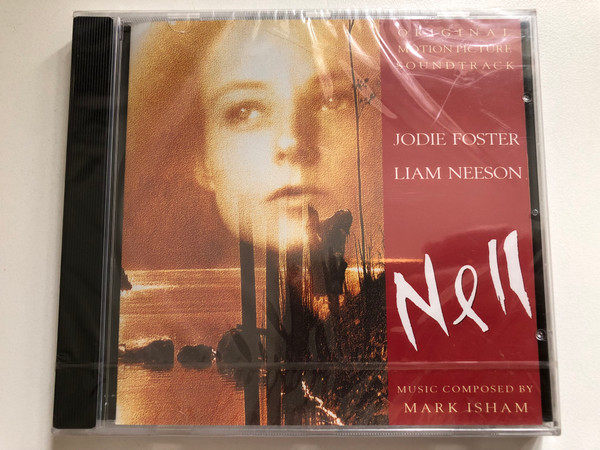 ORIGINAL
MOTION PICTURE
SOUNDTRACK
JODIE FOSTER
LIAM NEESON
Nell
MUSIC COMPOSED BY
MARK ISHAM